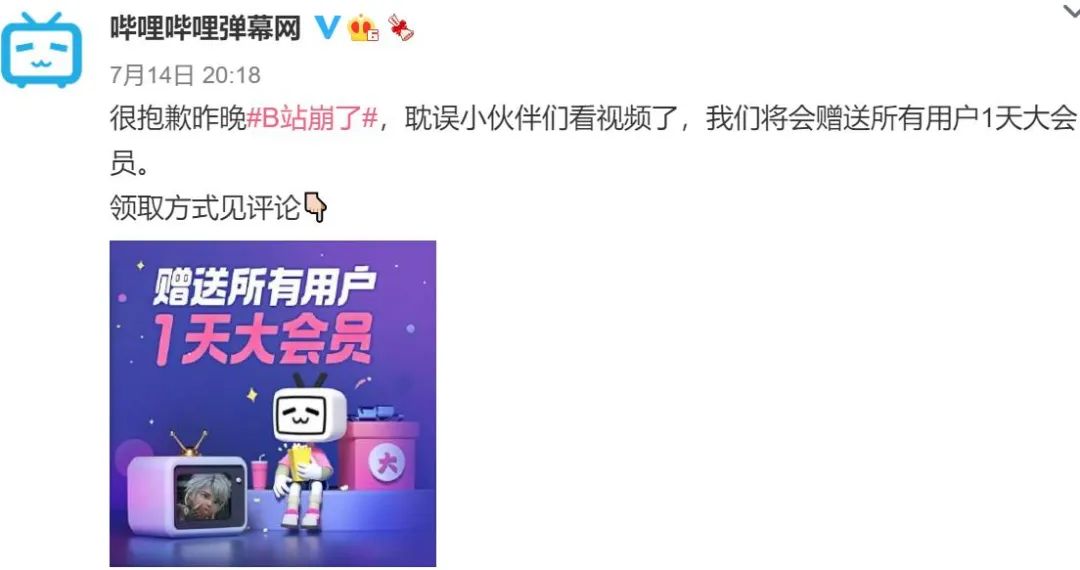 哔哩哔哩弹幕网
7月14日 20:18
很抱歉昨晚#B站崩了#，耽误小伙伴们看视频了，我们将会赠送所有用户1天大会
员。
领取方式见评论👇
赠送所有用户
1天大会员
大